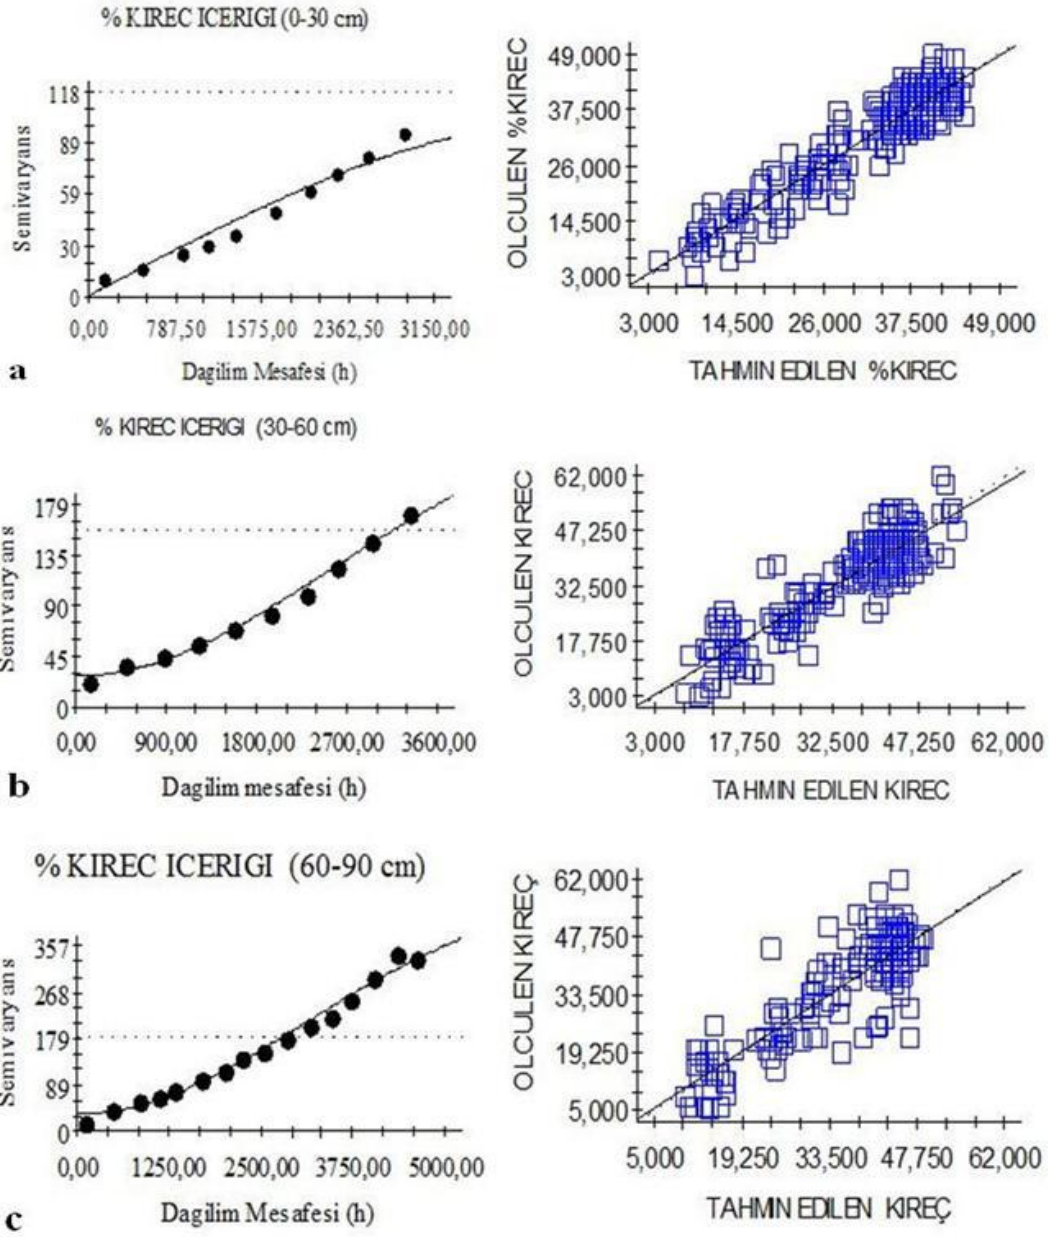 % KIREC ICERIGI (0-30 cm)
Semivaryans
118
89
59
30
0
0,00 787,50 1575,00 2362,50 3150,00
Dagilim Mesafesi (h)
a
OLCULEN %KIREC
49,000
37,500
26,000
14,500
3,000
3,000 14,500 26,000 37,500 49,000
TAHMIN EDILEN %KIREC
% KIREC ICERIGI (30-60 cm)
Semivaryans
179
135
90
45
0
0,00 900,00 1800,00 2700,00 3600,00
Dagilim mesafesi (h)
b
OLCULEN KIREC
62,000
47,250
32,500
17,750
3,000
3,000 17,750 32,500 47,250 62,000
TAHMIN EDILEN KIREC
% KIREC ICERIGI (60-90 cm)
Semivaryans
357
268
179
89
0
0,00 1250,00 2500,00 3750,00 5000,00
Dagilim Mesafesi (h)
c
OLCULEN KIREÇ
62,000
47,750
33,500
19,250
5,000
5,000 19,250 33,500 47,750 62,000
TAHMIN EDILEN KIREÇ